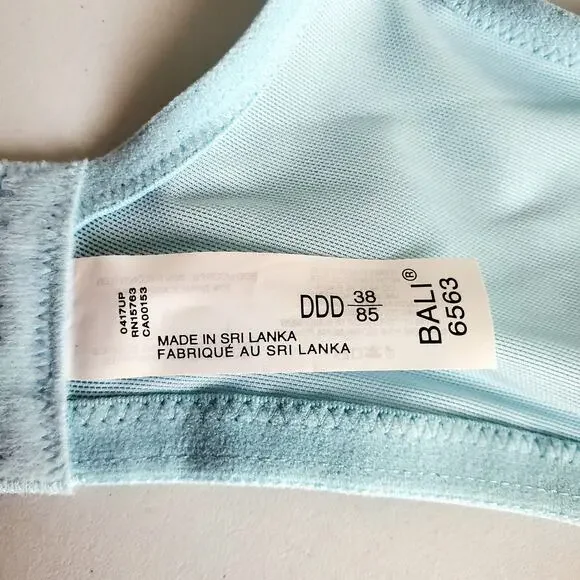 0417UP
RN15763
CA00153
DDD 38
85
MADE IN SRI LANKA
FABRIQUÉ AU SRI LANKA
BALI®
6563